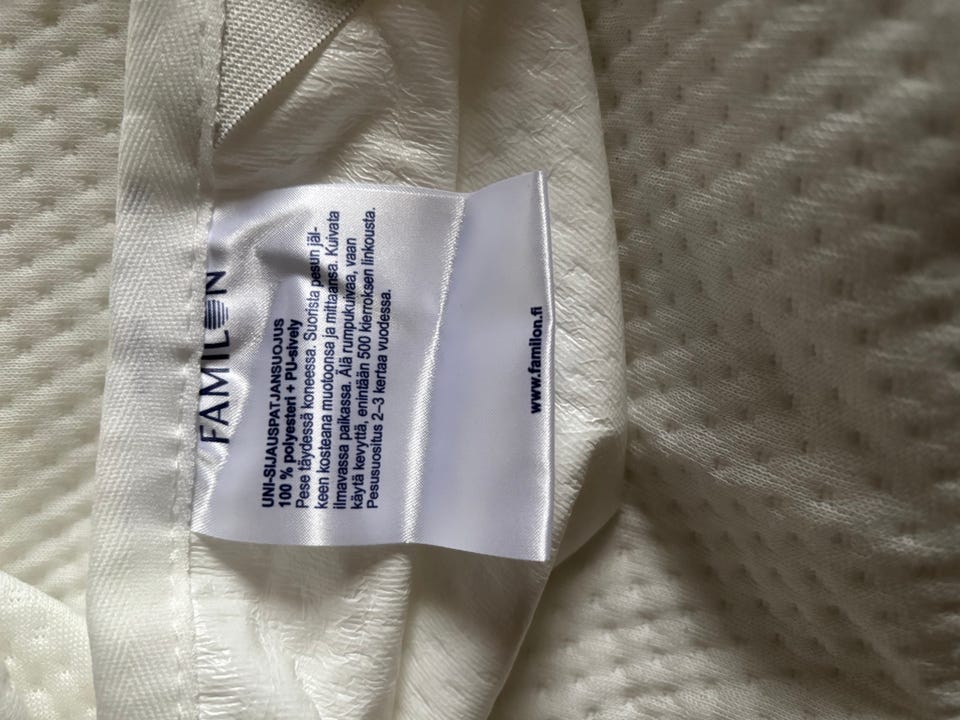 FAMILON
UNI-SIJAUSPATJANSUOJUS
100 % polyesteri + PU-sively
Pese täydessä koneessa. Suorista pesun jäl-
keen kosteana muotoonsa ja mittaansa. Kuivata
ilmavassa paikassa. Älä rumpukuivaa, vaan
käytä kevyttä, enintään 500 kierroksen linkousta.
Pesusuositus 2–3 kertaa vuodessa.
www.familon.fi